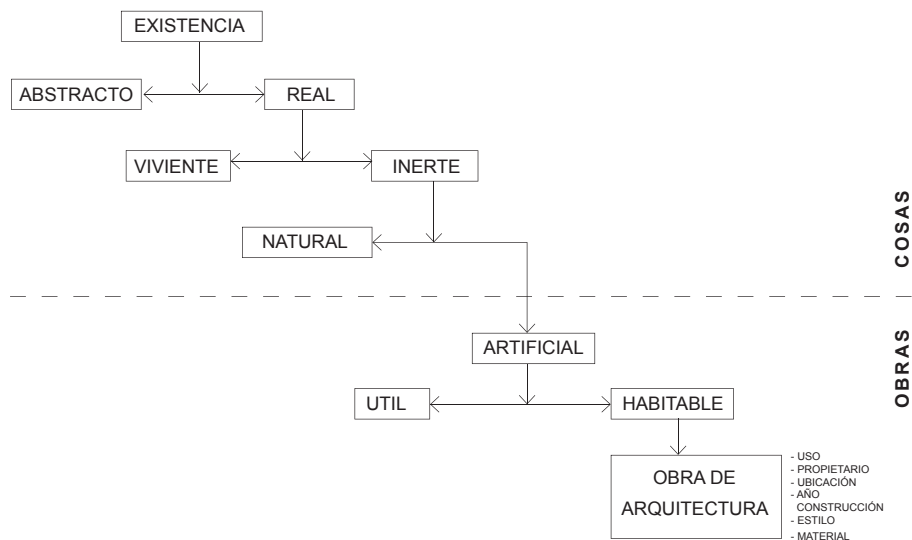 EXISTENCIA
ABSTRACTO
REAL
VIVIENTE
INERTE
NATURAL
COSAS
ARTIFICIAL
OBRAS
UTIL
HABITABLE
OBRA DE
ARQUITECTURA
- USO
- PROPIETARIO
- UBICACIÓN
- AÑO
CONSTRUCCIÓN
- ESTILO
- MATERIAL